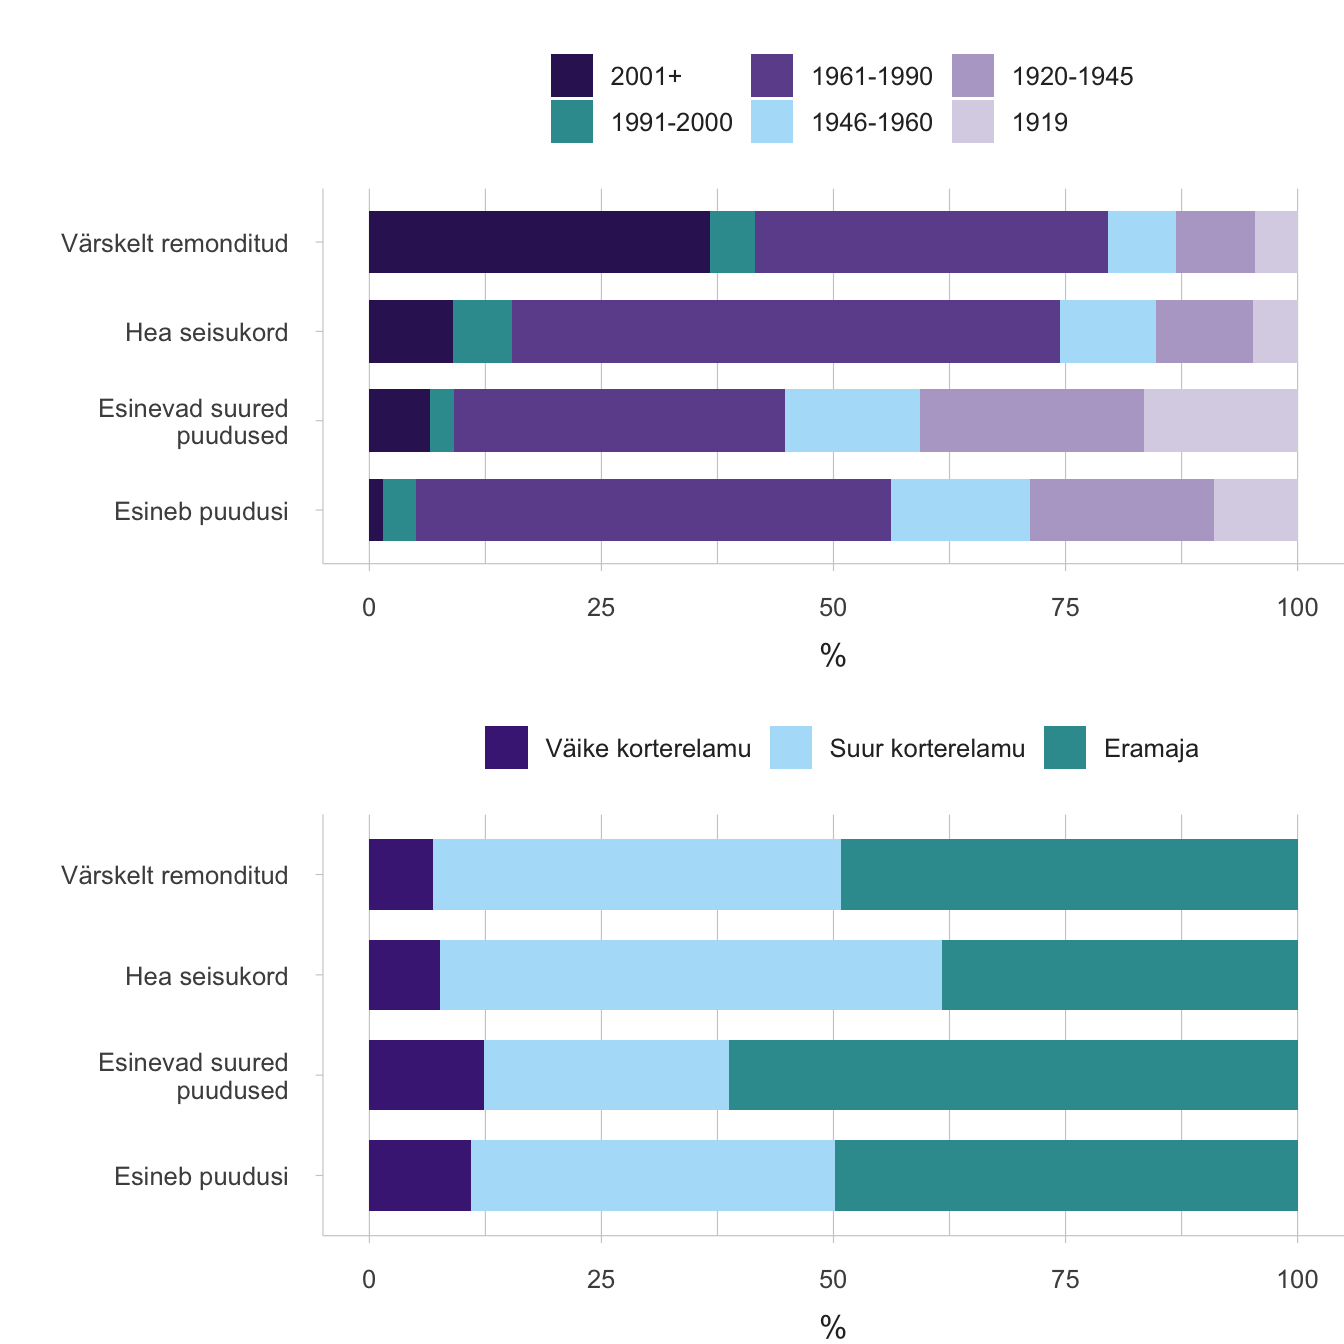 2001+ 1961-1990 1920-1945
1991-2000 1946-1960 1919
Värskelt remonditud
Hea seisukord
Esinevad suured
puudused
Esineb puudusi
0 25 50 75 100
%
Väike korterelamu Suur korterelamu Eramaja
Värskelt remonditud
Hea seisukord
Esinevad suured
puudused
Esineb puudusi
0 25 50 75 100
%